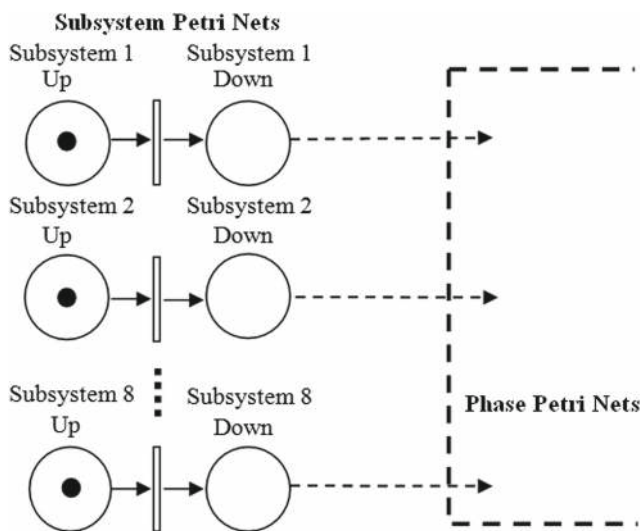 Subsystem Petri Nets
Subsystem 1
Subsystem 1
Up
Down
Subsystem 2
Subsystem 2
Up
Down
Subsystem 8
Subsystem 8
Up
Down
Phase Petri Nets